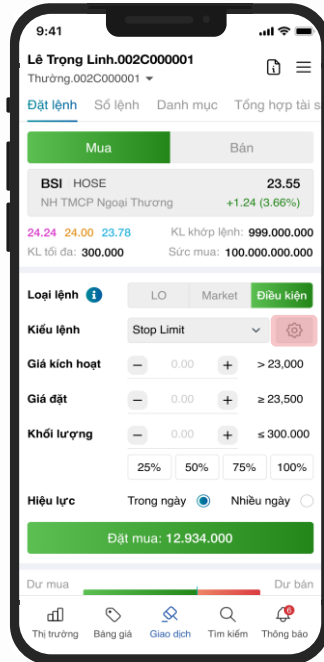 9:41
Lê Trọng Linh.002C000001
Thường.002C000001
Đặt lệnh Sổ lệnh Danh mục Tổng hợp tài s
Mua Bán
BSI HOSE 23.55
NH TMCP Ngoại Thương +1.24 (3.66%)
24.24 24.00 23.78 KL khớp lệnh: 999.000.000
KL tối đa: 300.000 Sức mua: 100.000.000.000
Loại lệnh LO Market Điều kiện
Kiểu lệnh Stop Limit
Giá kích hoạt 0.00 > 23,000
Giá đặt 0.00 ≥ 23,500
Khối lượng 0.00 ≤ 300.000
25% 50% 75% 100%
Hiệu lực Trong ngày Nhiều ngày
Đặt mua: 12.934.000
Dư mua Dư bán
Thị trường Bảng giá Giao dịch Tìm kiếm Thông báo